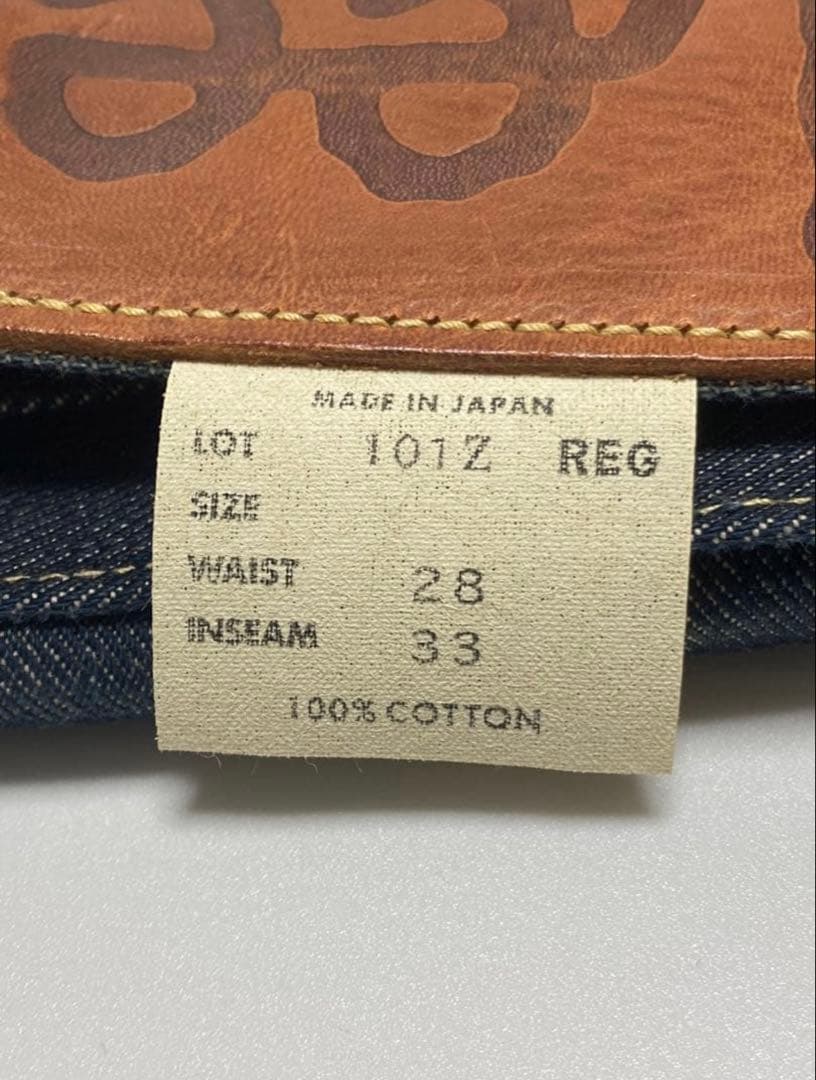 MADE IN JAPAN
LOT 101Z REG
SIZE
WAIST 28
INSEAM 33
100% COTTON